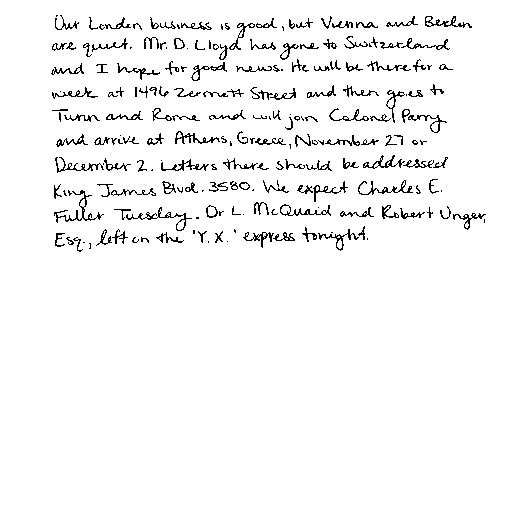 Our London business is good, but Vienna and Berlin
are quiet. Mr. D. Lloyd has gone to Switzerland
and I hope for good news. He will be there for a
week at 1496 Zermott Street and then goes to
Turin and Rome and will join Colonel Parry
and arrive at Athens, Greece, November 27 or
December 2. Letters there should be addressed
King James Blvd. 3580. We expect Charles E.
Fuller Tuesday. Dr L. McQuaid and Robert Unger,
Esq., left on the 'Y.X.' express tonight.